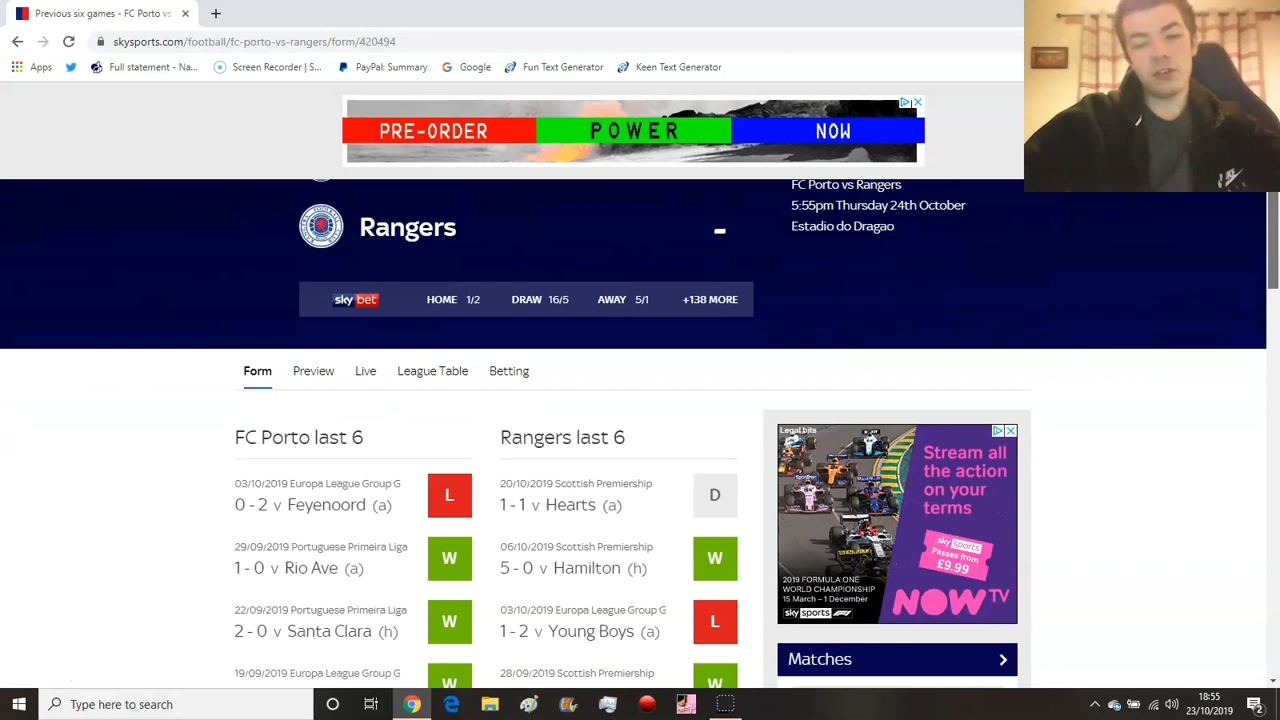 Previous six games - FC Porto vs
skysports.com/football/fc-porto-vs-rangers/form/420494
Apps
Full statement - Na...
Screen Recorder | S...
PayPal: Summary
Google
Fun Text Generator
Keen Text Generator
PRE-ORDER POWER NOW
FC Porto vs Rangers
Rangers
-
5:55pm Thursday 24th October
Estadio do Dragao
sky bet HOME 1/2 DRAW 16/5 AWAY 5/1 +138 MORE
Form Preview Live League Table Betting
FC Porto last 6
03/10/2019 Europa League Group G
0 - 2 v Feyenoord (a)
L
29/09/2019 Portuguese Primeira Liga
1 - 0 v Rio Ave (a)
W
22/09/2019 Portuguese Primeira Liga
2 - 0 v Santa Clara (h)
W
19/09/2019 Europa League Group G
W
Rangers last 6
20/10/2019 Scottish Premiership
1 - 1 v Hearts (a)
D
06/10/2019 Scottish Premiership
5 - 0 v Hamilton (h)
W
03/10/2019 Europa League Group G
1 - 2 v Young Boys (a)
L
28/09/2019 Scottish Premiership
W
Legal bits
Stream all
the action
on your
terms
sky sports
Passes from
£9.99
NOW TV
2019 FORMULA ONE
WORLD CHAMPIONSHIP
15 March – 1 December
sky sports F1
Matches
Type here to search
18:55
23/10/2019
2